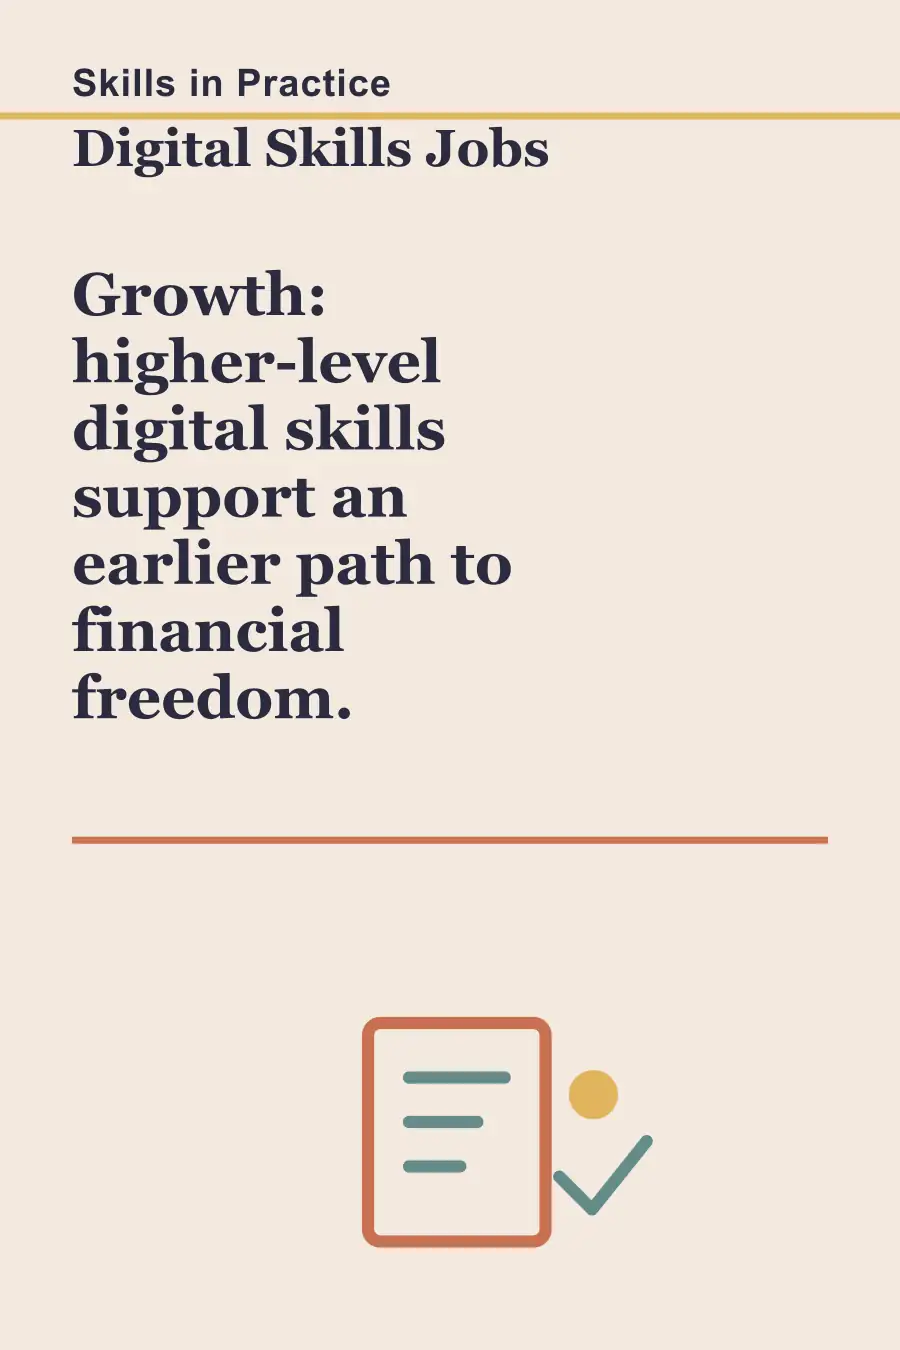 Skills in Practice
Digital Skills Jobs
Growth:
higher-level
digital skills
support an
earlier path to
financial
freedom.